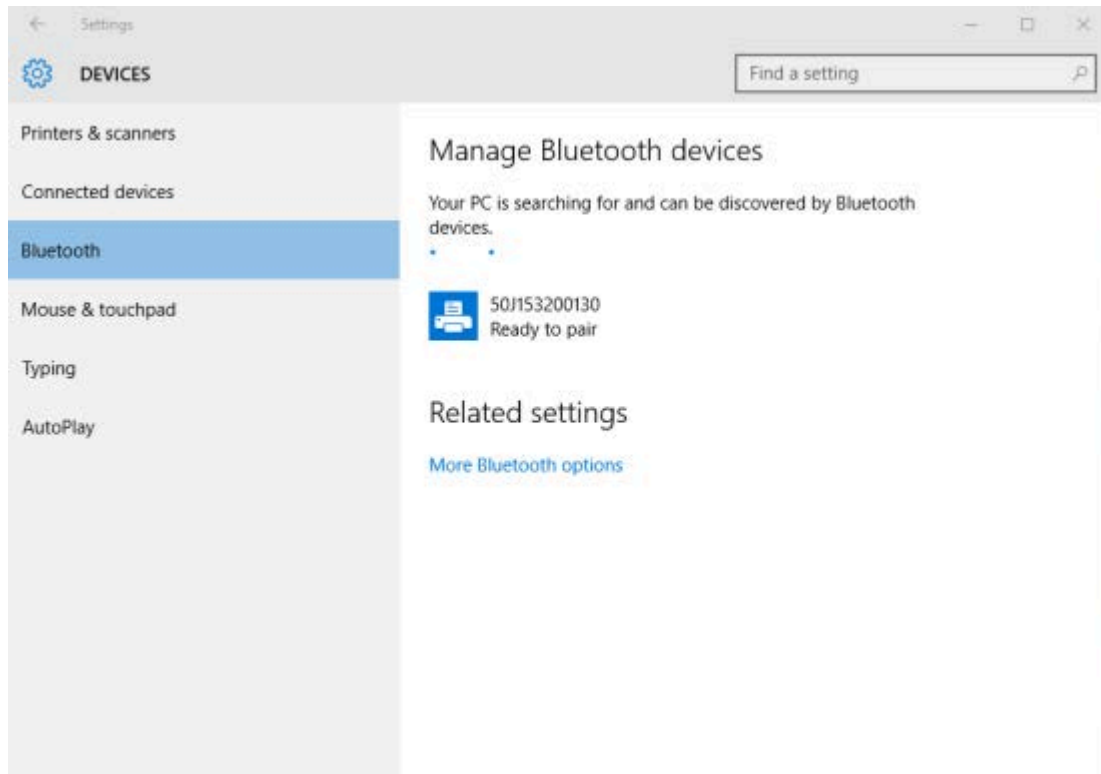 Settings
DEVICES
Find a setting
Printers & scanners
Connected devices
Bluetooth
Mouse & touchpad
Typing
AutoPlay
Manage Bluetooth devices
Your PC is searching for and can be discovered by Bluetooth
devices.
50J153200130
Ready to pair
Related settings
More Bluetooth options